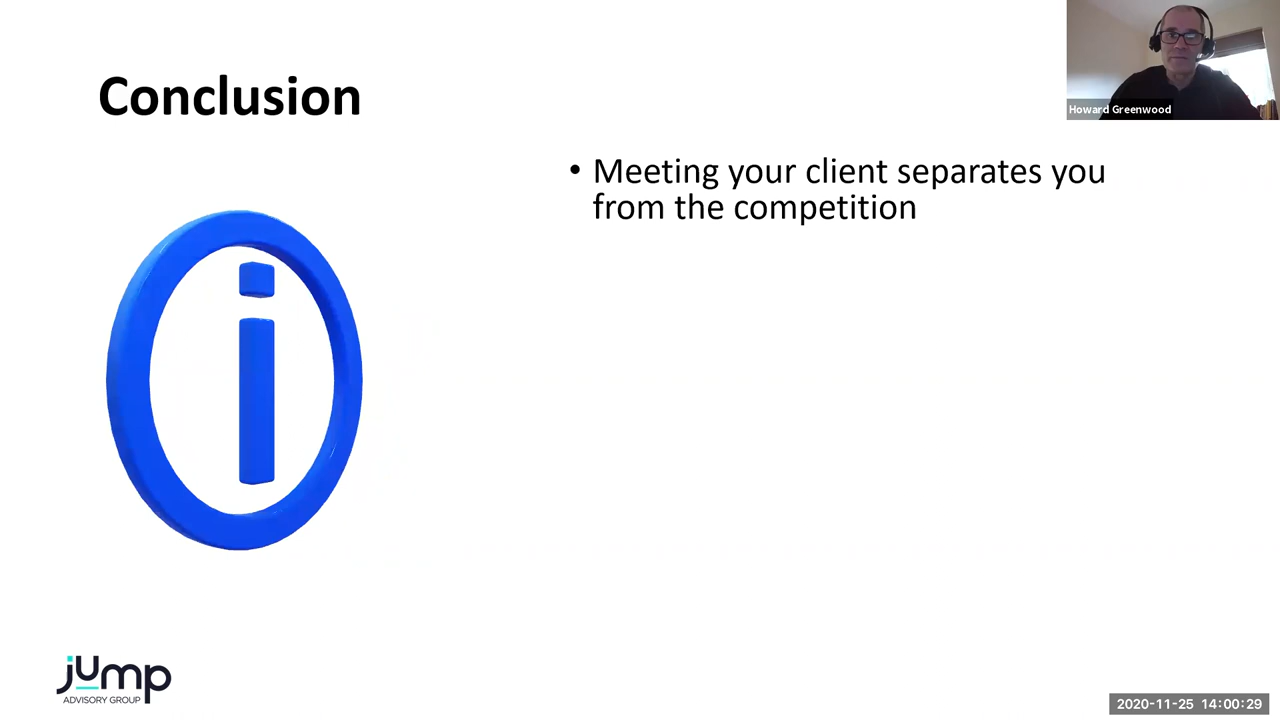 Conclusion
Howard Greenwood
• Meeting your client separates you
from the competition
jump
ADVISORY GROUP
2020-11-25 14:00:29